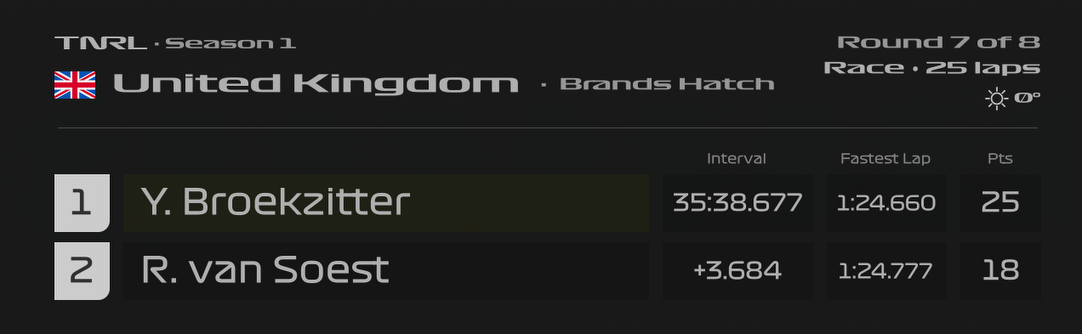 TNRL · Season 1
Round 7 of 8
United Kingdom · Brands Hatch
Race · 25 laps
0°
Interval Fastest Lap Pts
1 Y. Broekzitter 35:38.677 1:24.660 25
2 R. van Soest +3.684 1:24.777 18